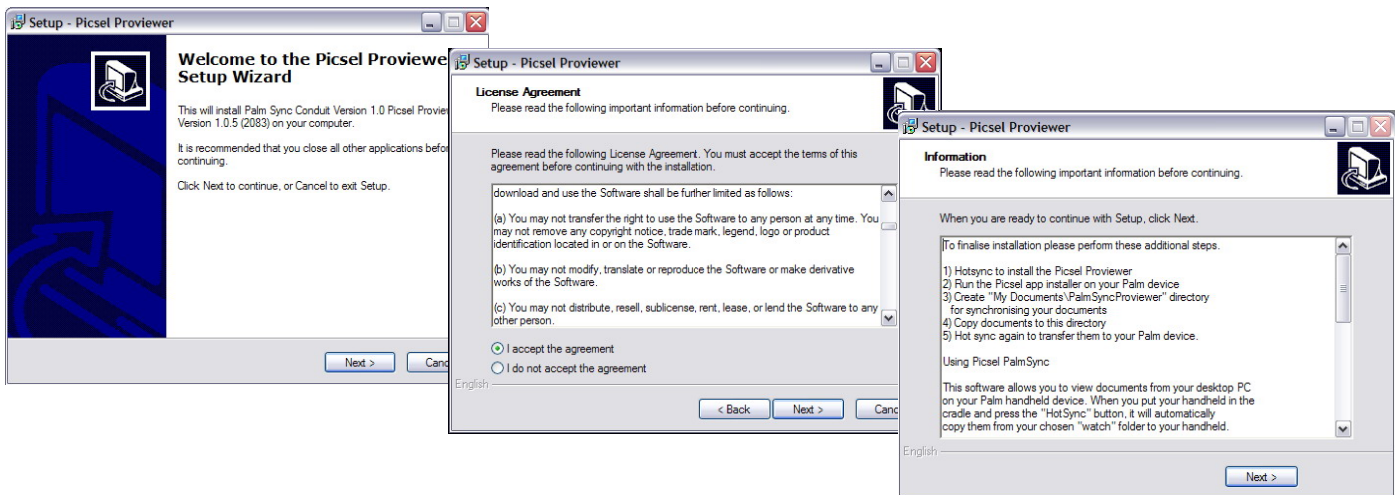 Setup - Picsel Proviewer
Welcome to the Picsel Proviewe
Setup Wizard
This will install Palm Sync Conduit Version 1.0 Picsel Provie
Version 1.0.5 (2083) on your computer.
It is recommended that you close all other applications befor
continuing.
Click Next to continue, or Cancel to exit Setup.
Next >
Canc
Setup - Picsel Proviewer
License Agreement
Please read the following important information before continuing.
Please read the following License Agreement. You must accept the terms of this
agreement before continuing with the installation.
download and use the Software shall be further limited as follows:
(a) You may not transfer the right to use the Software to any person at any time. You
may not remove any copyright notice, trade mark, legend, logo or product
identification located in or on the Software.
(b) You may not modify, translate or reproduce the Software or make derivative
works of the Software.
(c) You may not distribute, resell, sublicense, rent, lease, or lend the Software to any
other person.
I accept the agreement
I do not accept the agreement
English
< Back
Next >
Canc
Setup - Picsel Proviewer
Information
Please read the following important information before continuing.
When you are ready to continue with Setup, click Next.
To finalise installation please perform these additional steps.
1) Hotsync to install the Picsel Proviewer
2) Run the Picsel app installer on your Palm device
3) Create "My Documents\PalmSyncProviewer" directory
for synchronising your documents
4) Copy documents to this directory
5) Hot sync again to transfer them to your Palm device.
Using Picsel PalmSync
This software allows you to view documents from your desktop PC
on your Palm handheld device. When you put your handheld in the
cradle and press the "HotSync" button, it will automatically
copy them from your chosen "watch" folder to your handheld.
English
Next >